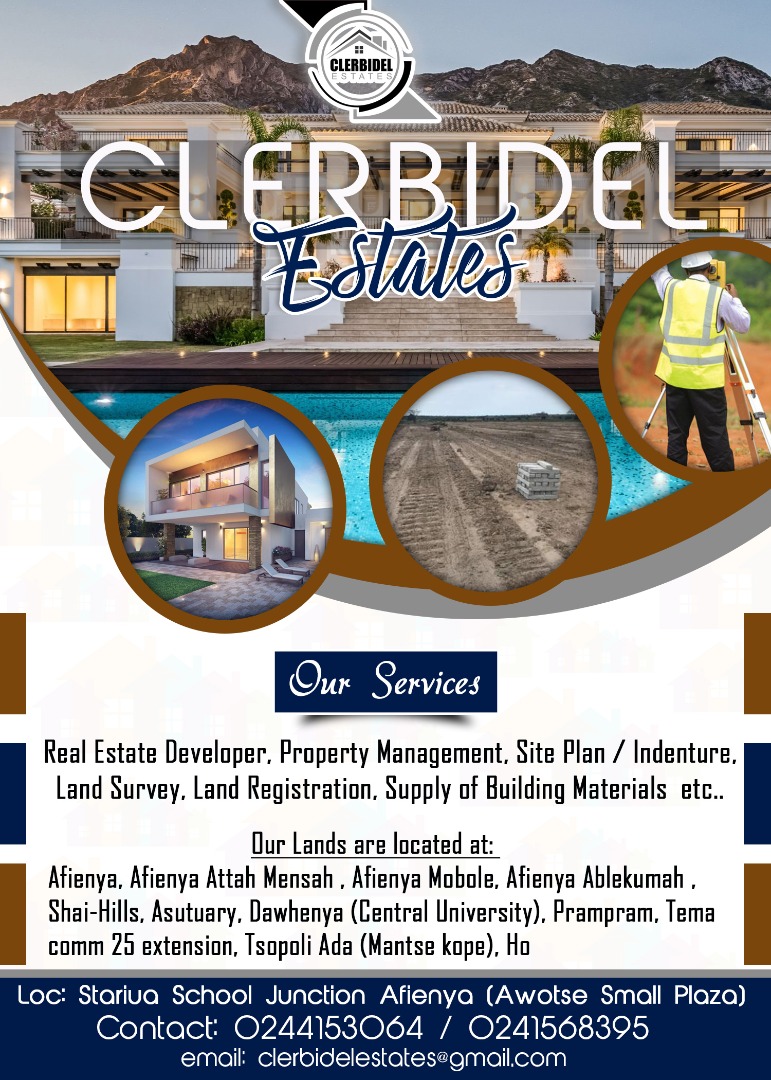 CLERBIDEL
ESTATES
CLERBIDEL
Estates
Our Services
Real Estate Developer, Property Management, Site Plan / Indenture,
Land Survey, Land Registration, Supply of Building Materials etc..
Our Lands are located at:
Afienya, Afienya Attah Mensah , Afienya Mobole, Afienya Ablekumah ,
Shai-Hills, Asutuary, Dawhenya (Central University), Prampram, Tema
comm 25 extension, Tsopoli Ada (Mantse kope), Ho
Loc: Stariua School Junction Afienya (Awotse Small Plaza)
Contact: 0244153064 / 0241568395
email: clerbidelestates@gmail.com